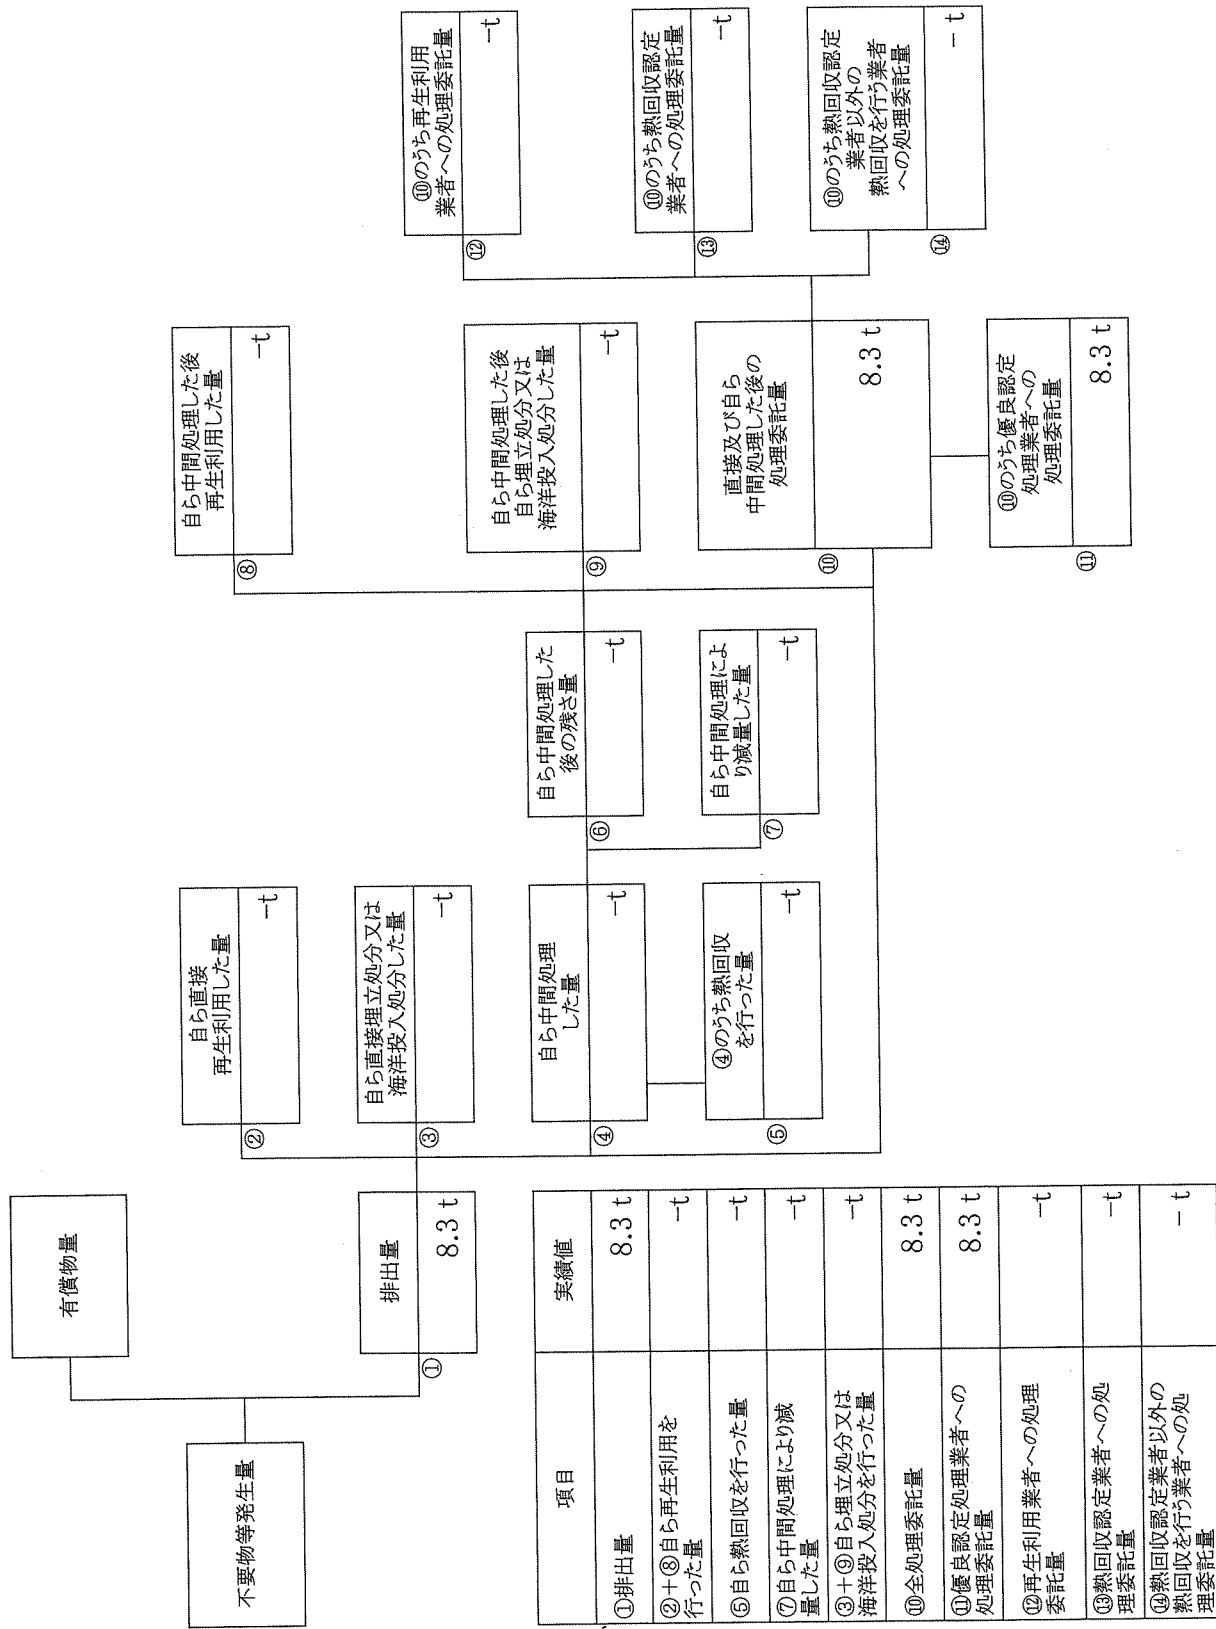 不要物等発生量
有償物量
排出量
①
8.3 t
自ら直接
再生利用した量
②
−t
自ら直接埋立処分又は
海洋投入処分した量
③
−t
自ら中間処理
した量
④
−t
④のうち熱回収
を行った量
⑤
−t
自ら中間処理した
後の残さ量
⑥
−t
自ら中間処理によ
り減量した量
⑦
−t
自ら中間処理した後
再生利用した量
⑧
−t
自ら中間処理した後
自ら埋立処分又は
海洋投入処分した量
⑨
−t
直接及び自ら
中間処理した後の
処理委託量
⑩
8.3 t
⑩のうち優良認定
処理業者への
処理委託量
⑪
8.3 t
⑩のうち再生利用
業者への処理委託量
⑫
−t
⑩のうち熱回収認定
業者への処理委託量
⑬
−t
⑩のうち熱回収認定
業者以外の
熱回収を行う業者
への処理委託量
⑭
− t
項目 実績値
①排出量 8.3 t
②+⑧自ら再生利用を
行った量 −t
⑤自ら熱回収を行った量 −t
⑦自ら中間処理により減
量した量 −t
③+⑨自ら埋立処分又は
海洋投入処分を行った量 −t
⑩全処理委託量 8.3 t
⑪優良認定処理業者への
処理委託量 8.3 t
⑫再生利用業者への処理
委託量 −t
⑬熱回収認定業者への処
理委託量 −t
⑭熱回収認定業者以外の
熱回収を行う業者への処
理委託量 − t